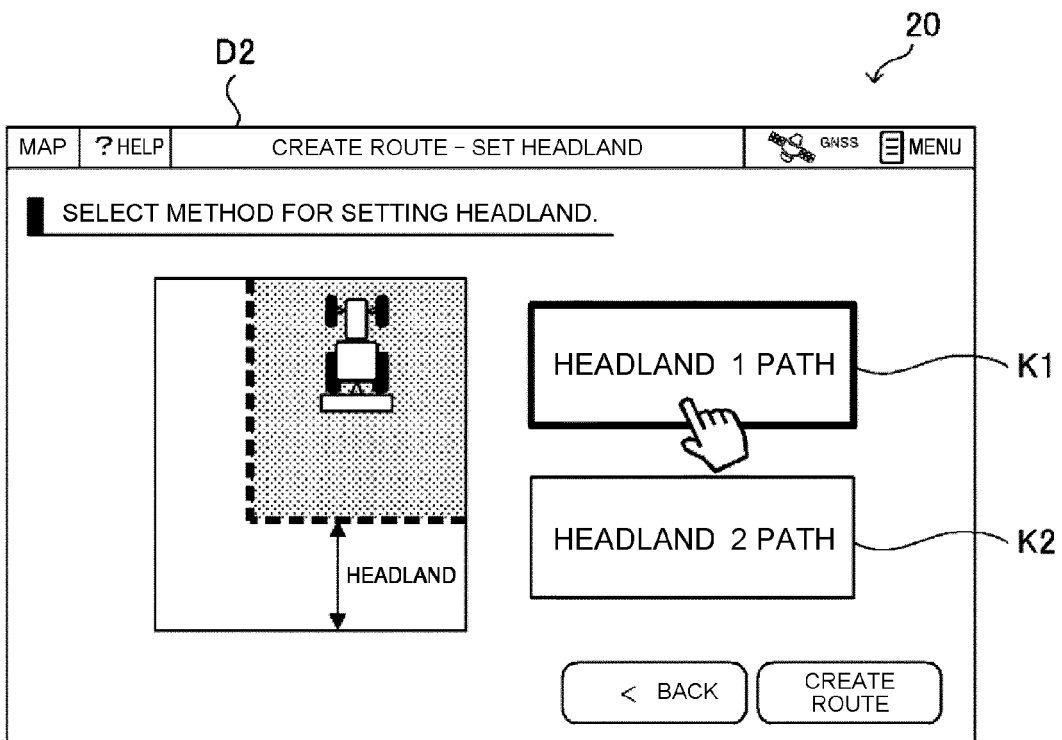 20
D2
MAP ? HELP CREATE ROUTE – SET HEADLAND GNSS MENU
SELECT METHOD FOR SETTING HEADLAND.
HEADLAND 1 PATH
K1
HEADLAND 2 PATH
K2
HEADLAND
< BACK
CREATE
ROUTE